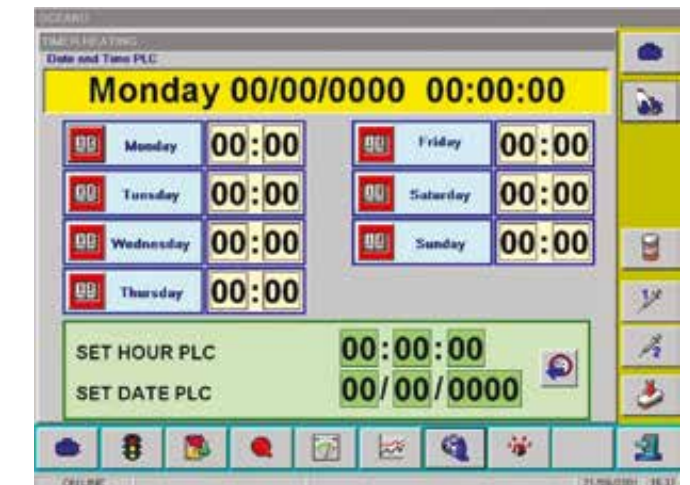 OCEANO
TIMER HEATING
Date and Time PLC
Monday 00/00/0000 00:00:00
Monday 00:00
Friday 00:00
Tuesday 00:00
Saturday 00:00
Wednesday 00:00
Sunday 00:00
Thursday 00:00
SET HOUR PLC 00:00:00
SET DATE PLC 00/00/0000